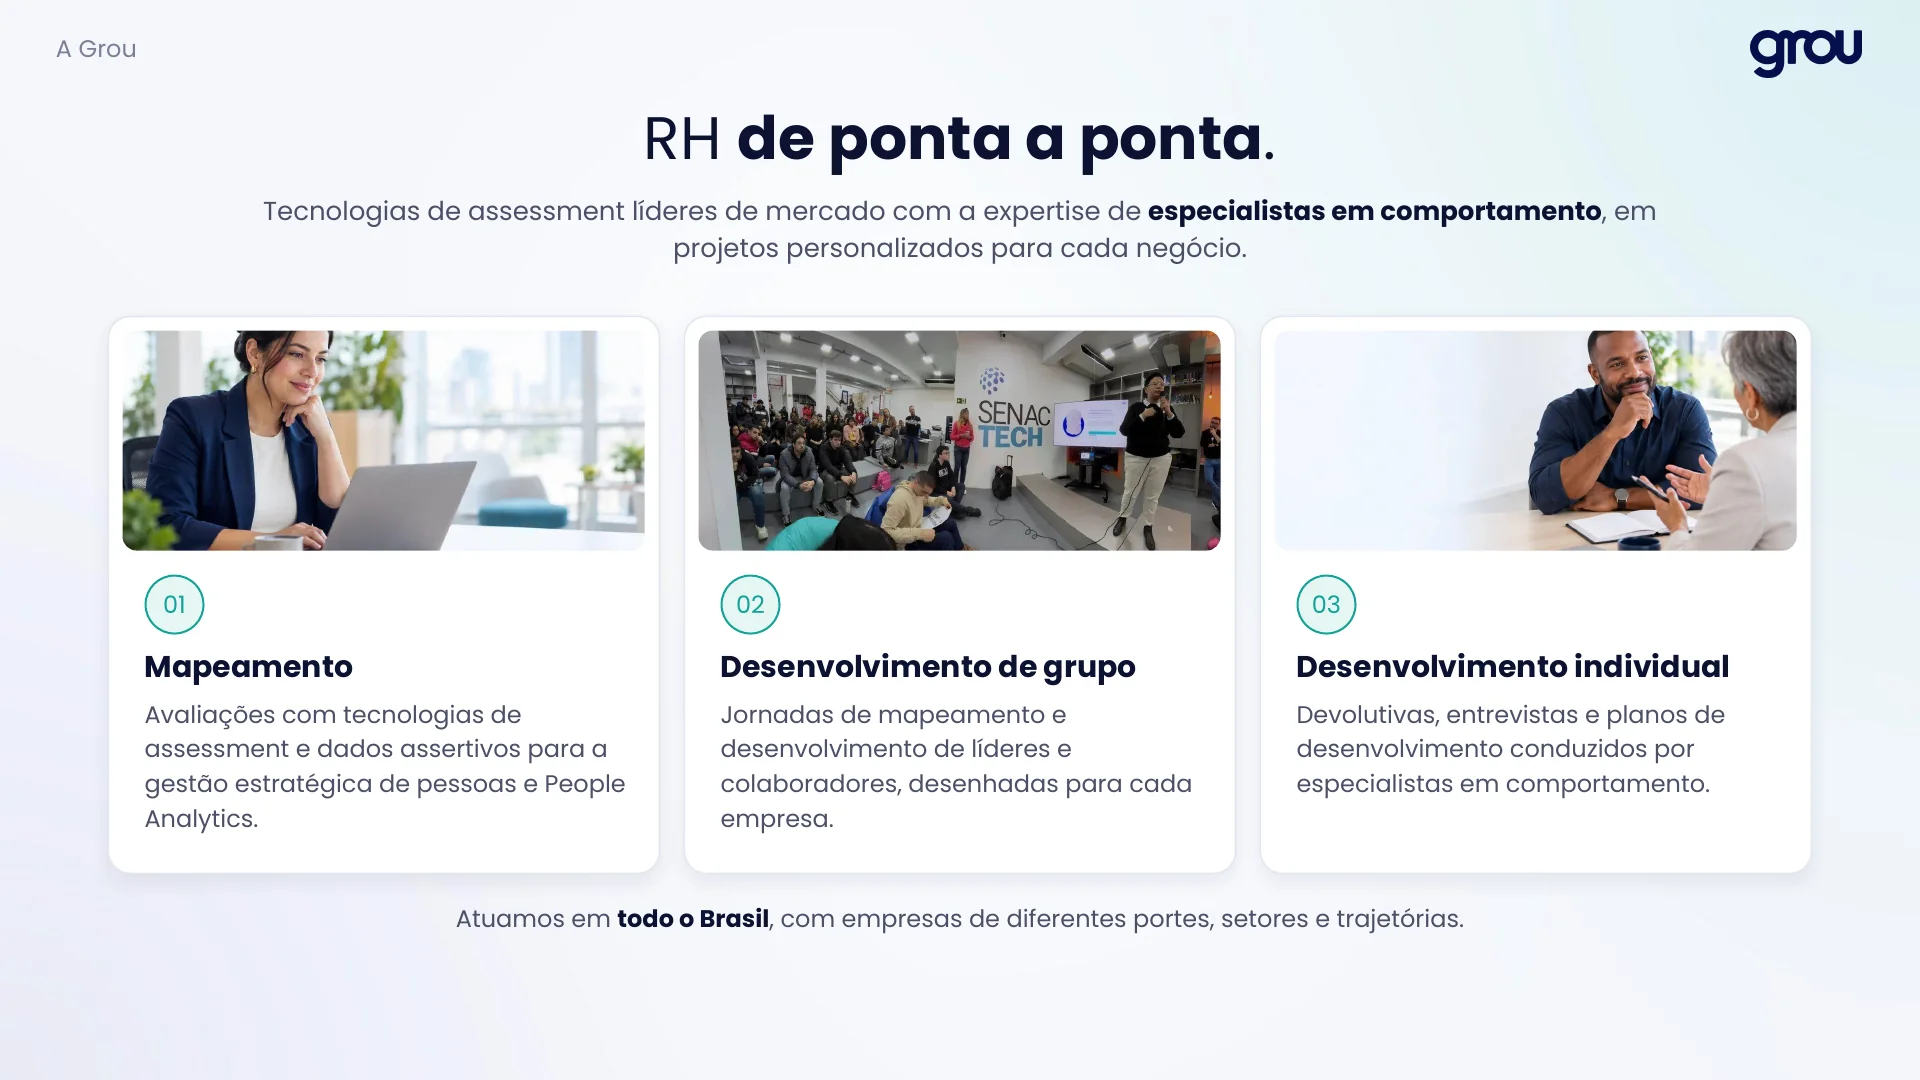 A Grou
grou
RH de ponta a ponta.
Tecnologias de assessment líderes de mercado com a expertise de especialistas em comportamento, em
projetos personalizados para cada negócio.
SENAC
TECH
01
Mapeamento
Avaliações com tecnologias de
assessment e dados assertivos para a
gestão estratégica de pessoas e People
Analytics.
02
Desenvolvimento de grupo
Jornadas de mapeamento e
desenvolvimento de líderes e
colaboradores, desenhadas para cada
empresa.
03
Desenvolvimento individual
Devolutivas, entrevistas e planos de
desenvolvimento conduzidos por
especialistas em comportamento.
Atuamos em todo o Brasil, com empresas de diferentes portes, setores e trajetórias.